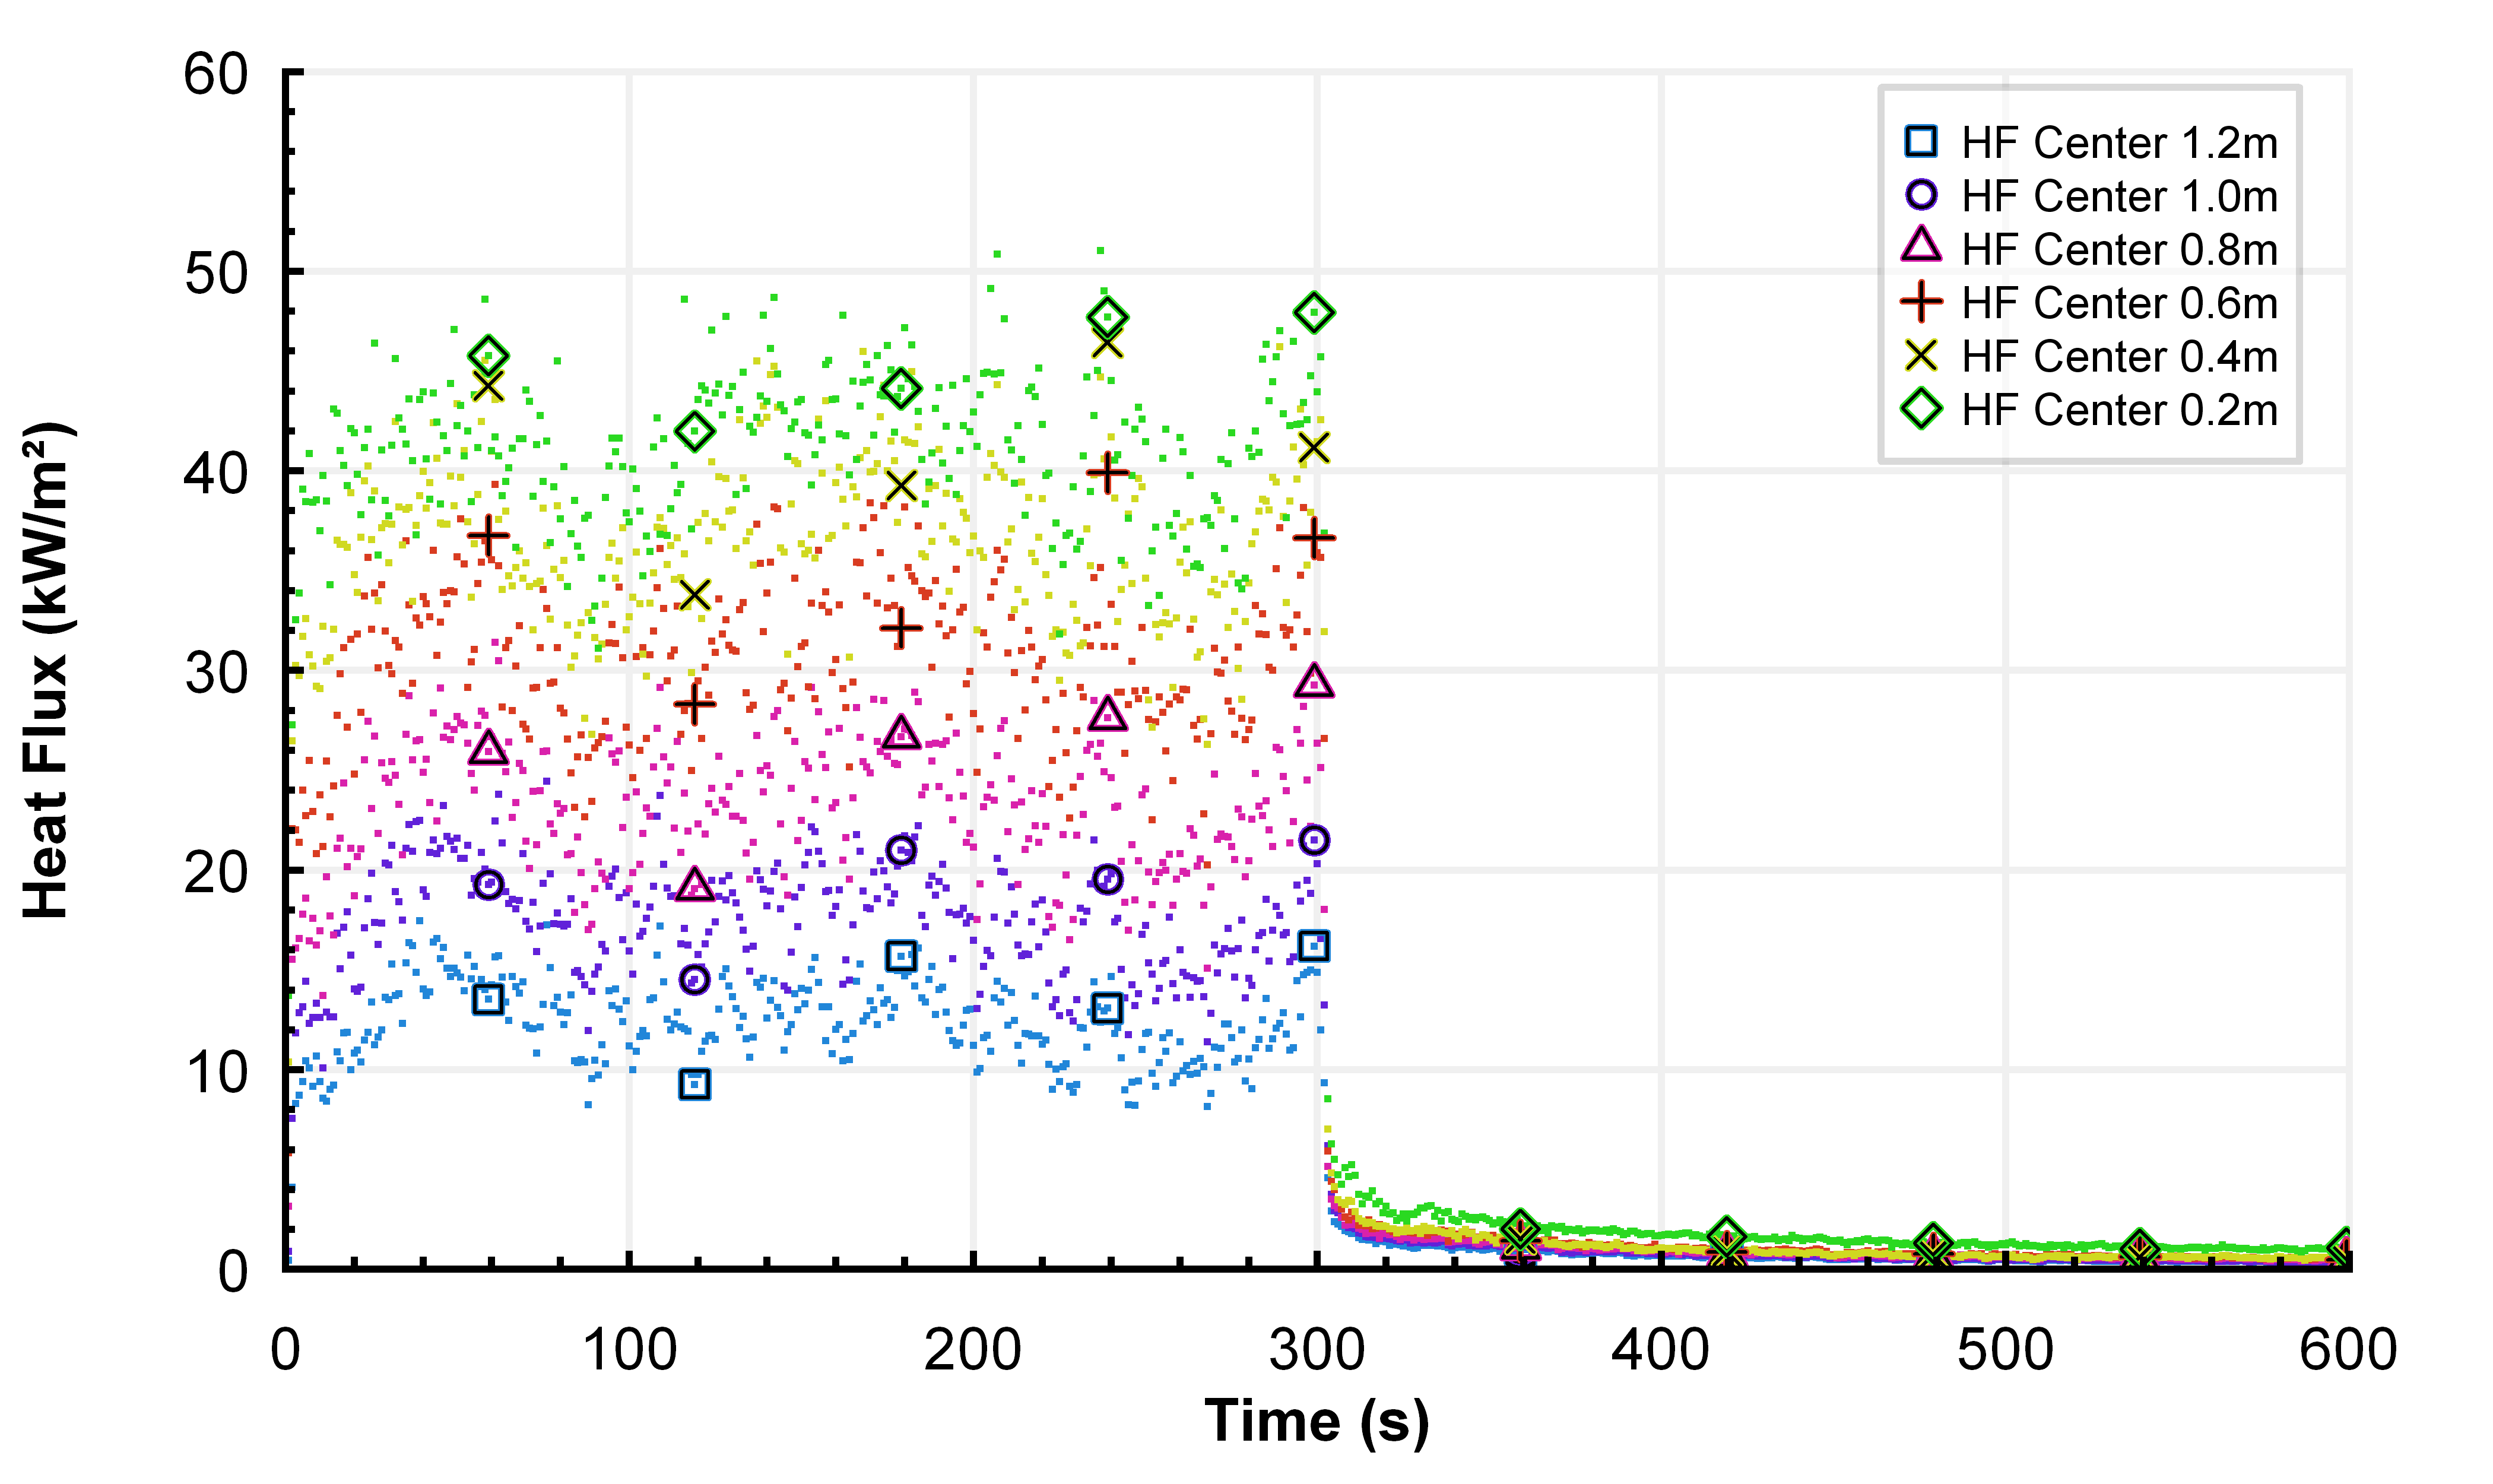 60
50
40
30
20
10
0
Heat Flux (kW/m²)
HF Center 1.2m
HF Center 1.0m
HF Center 0.8m
HF Center 0.6m
HF Center 0.4m
HF Center 0.2m
0 100 200 300 400 500 600
Time (s)